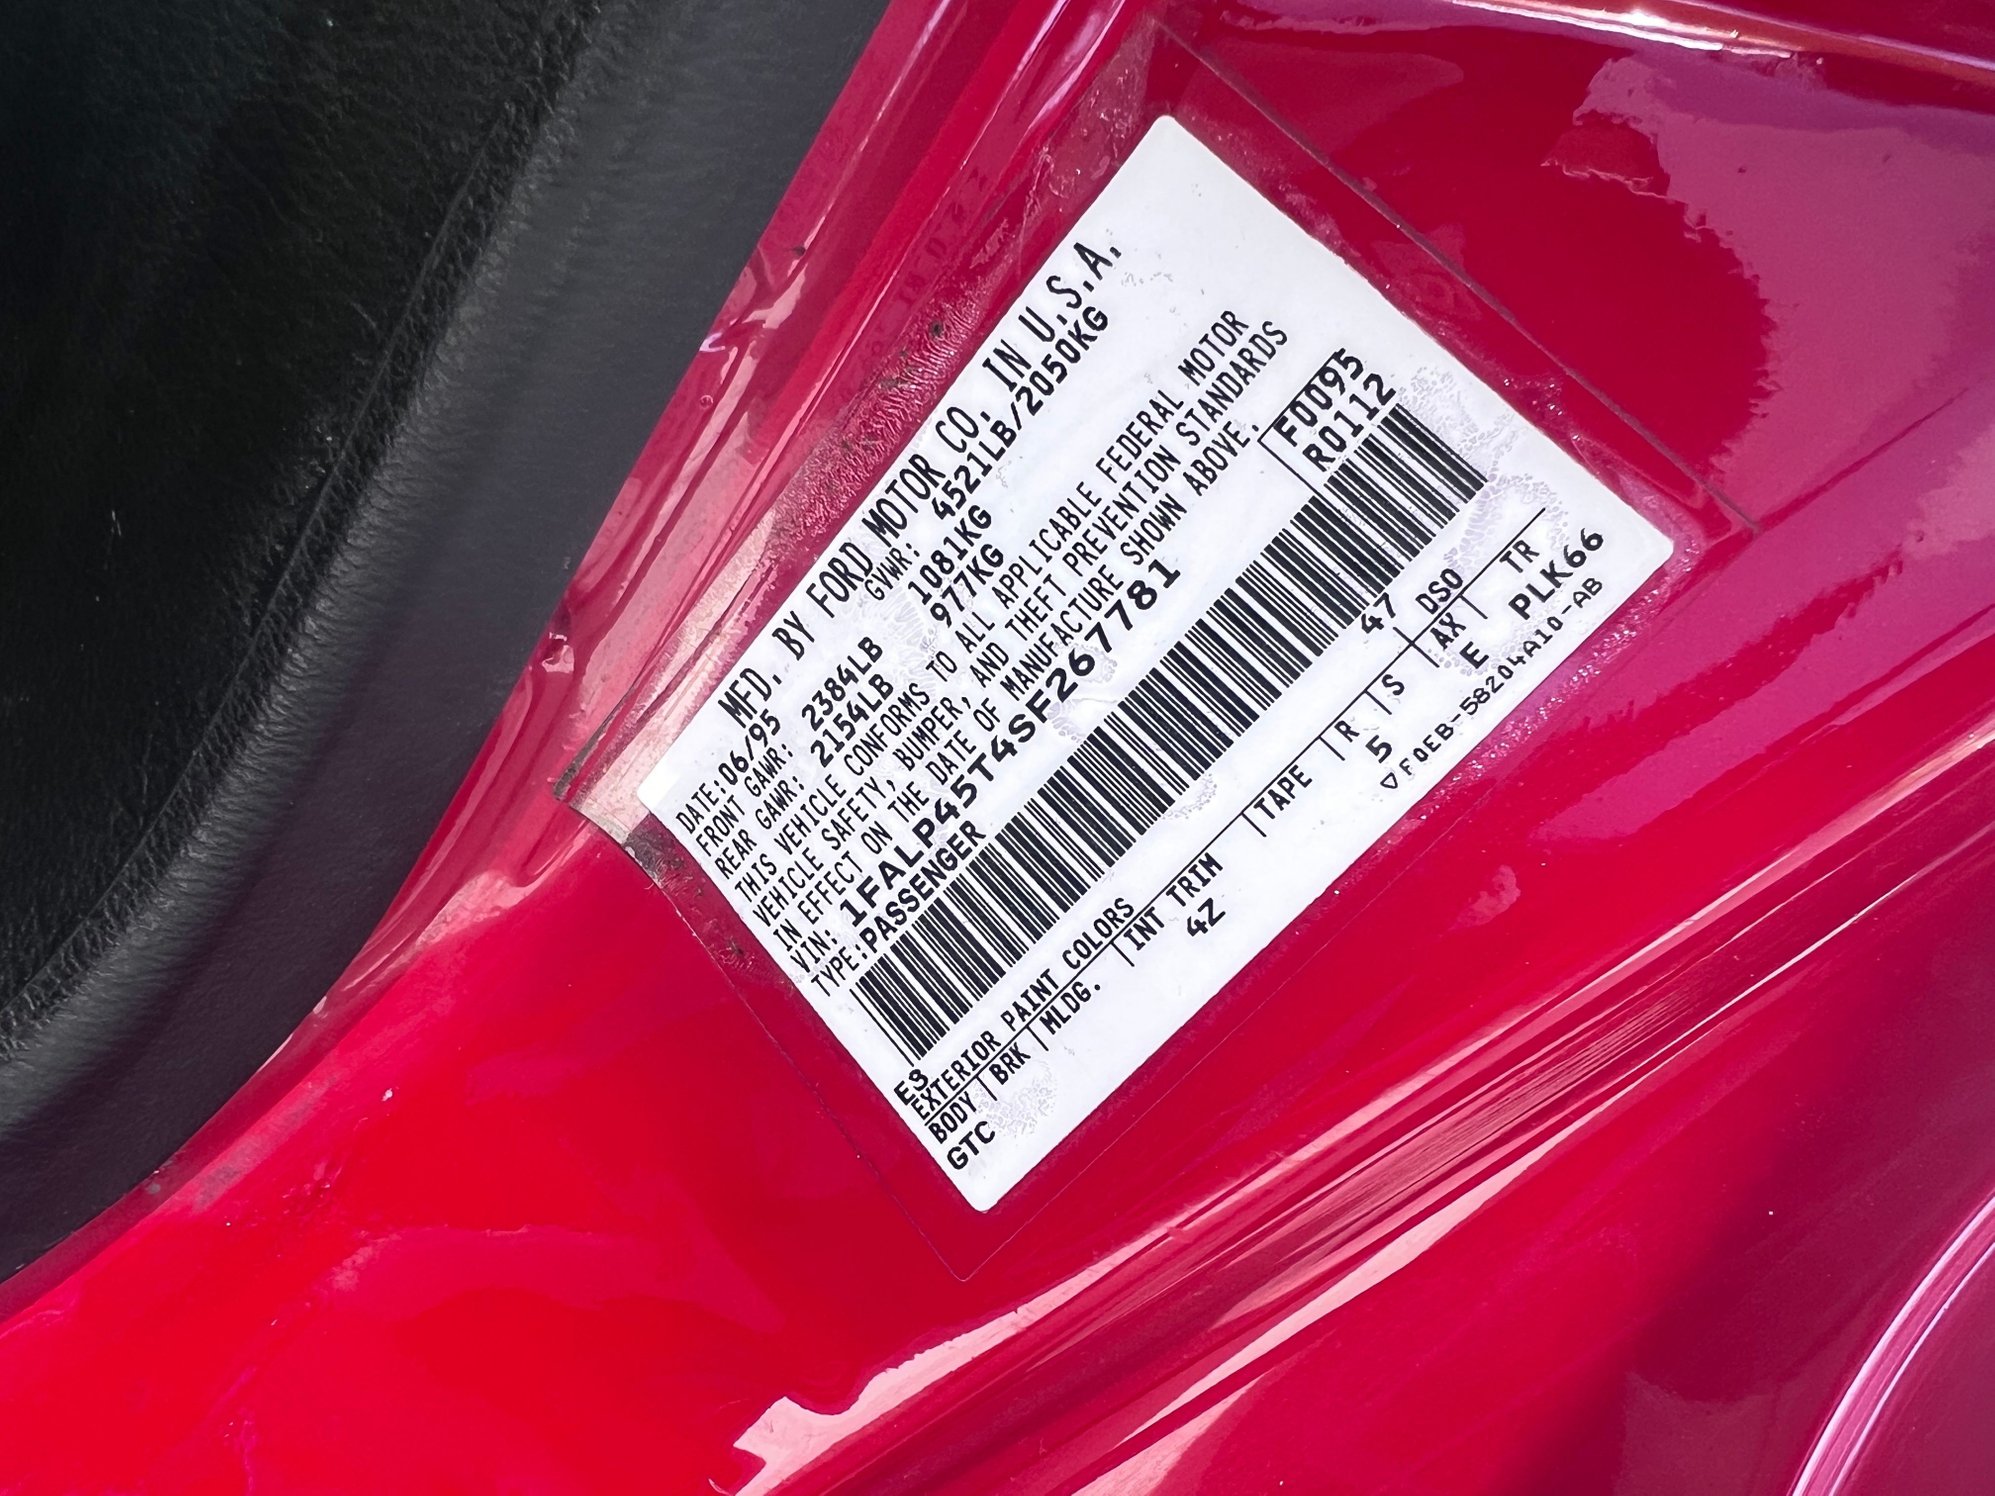 MFD. BY FORD MOTOR CO. IN U.S.A.
DATE: 06/95 GVWR: 4521LB/2050KG
FRONT GAWR: 2384LB 1081KG
REAR GAWR: 2154LB 977KG
THIS VEHICLE CONFORMS TO ALL APPLICABLE FEDERAL MOTOR
VEHICLE SAFETY, BUMPER, AND THEFT PREVENTION STANDARDS
IN EFFECT ON THE DATE OF MANUFACTURE SHOWN ABOVE.
VIN: 1FALP45T4SF267781 F0095
TYPE: PASSENGER R0112
E9 47 DSO
EXTERIOR PAINT COLORS
BODY BRK MLDG. INT TRIM TAPE R S AX TR
GTC 4Z 5 E PLK66
▽ F0EB-58204A10-AB